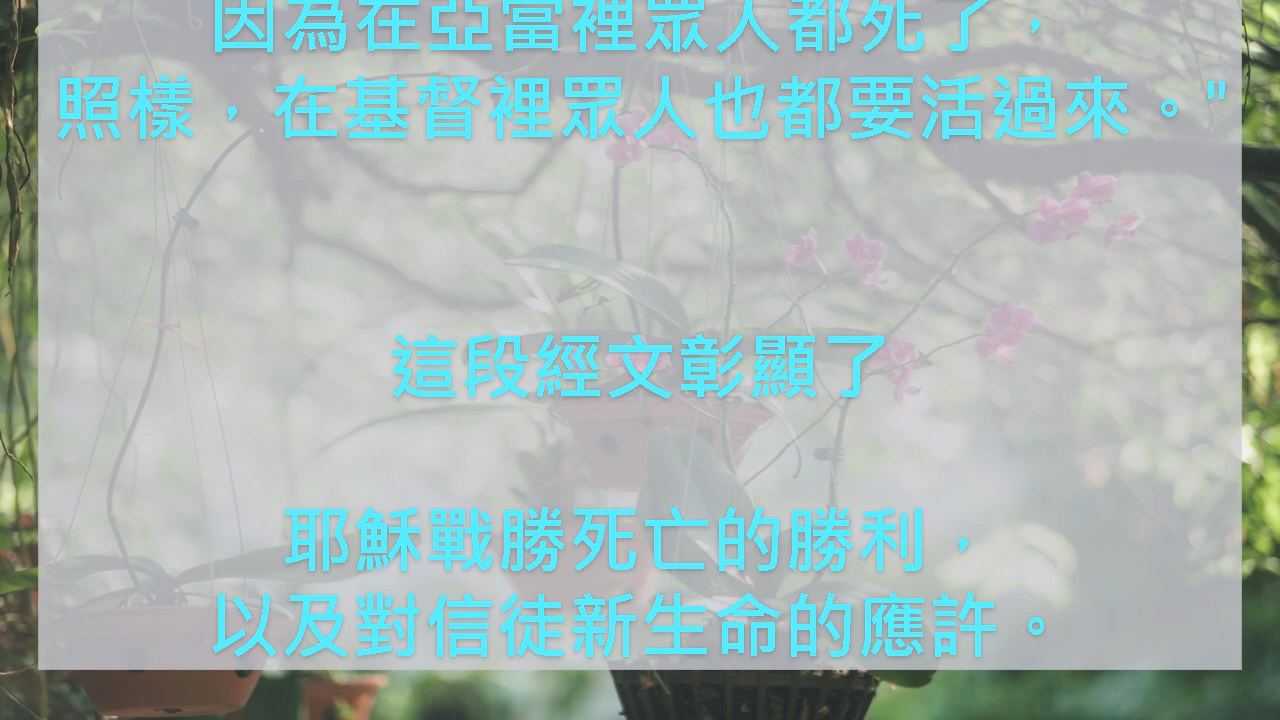 因為在亞當裡眾人都死了，
照樣，在基督裡眾人也都要活過來。"
這段經文彰顯了
耶穌戰勝死亡的勝利，
以及對信徒新生命的應許。